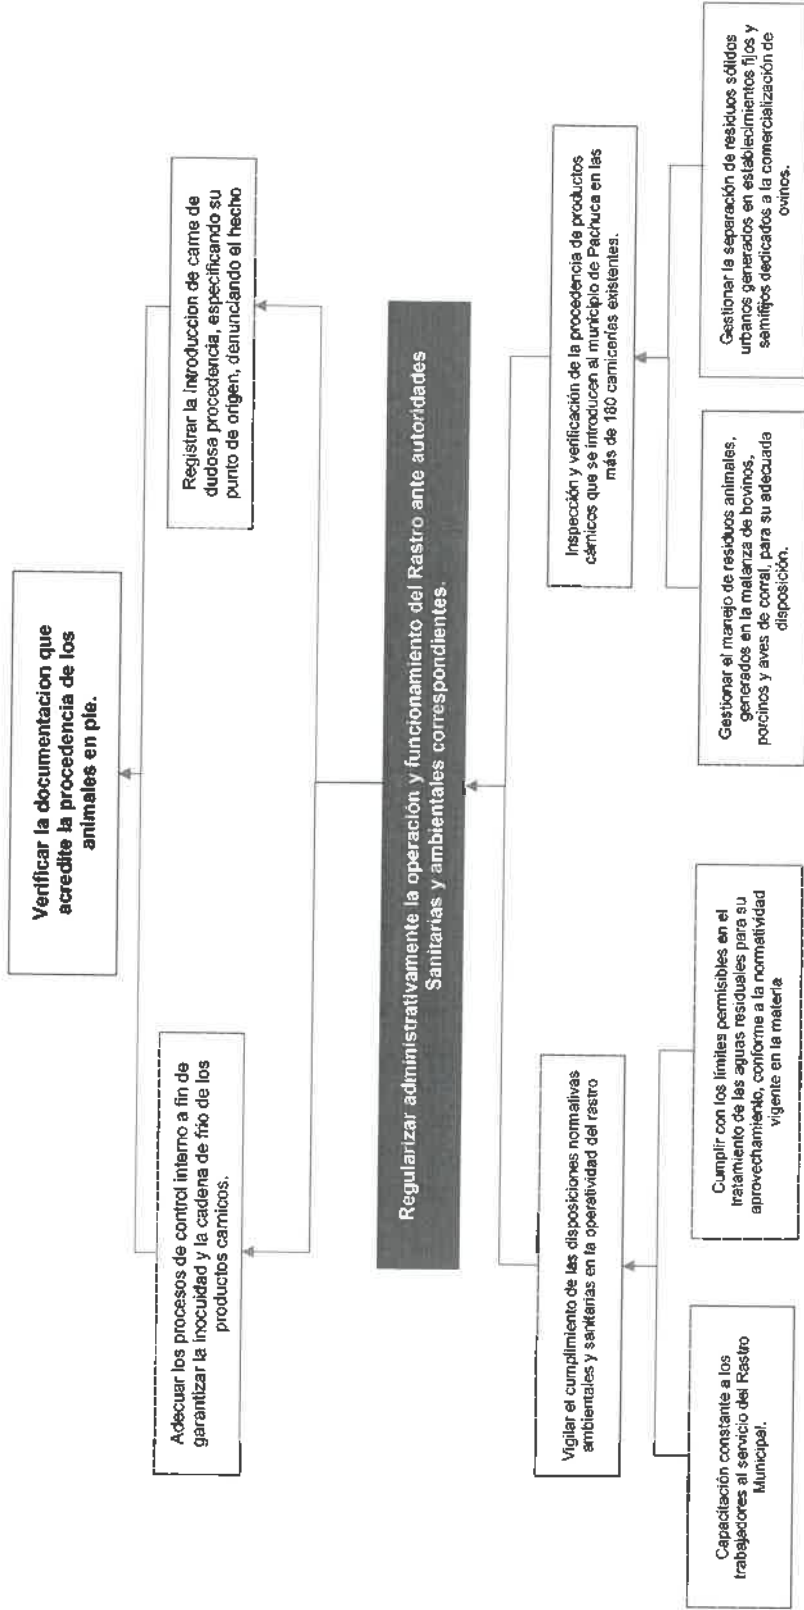 Verificar la documentacion que
acredite la procedencia de los
animales en pie.
Adecuar los procesos de control interno a fin de
garantizar la inocuidad y la cadena de frio de los
productos carnicos.
Registrar la introduccion de carne de
dudosa procedencia, especificando su
punto de origen, denunciando el hecho
Regularizar administrativamente la operación y funcionamiento del Rastro ante autoridades
Sanitarias y ambientales correspondientes.
Vigilar el cumplimiento de las disposiciones normativas
ambientales y sanitarias en la operatividad del rastro
Inspección y verificación de la procedencia de productos
cárnicos que se introducen al municipio de Pachuca en las
más de 180 carnicerías existentes.
Capacitación constante a los
trabajadores al servicio del Rastro
Municipal.
Cumplir con los límites permisibles en el
tratamiento de las aguas residuales para su
aprovechamiento, conforme a la normatividad
vigente en la materia
Gestionar el manejo de residuos animales,
generados en la matanza de bovinos,
porcinos y aves de corral, para su adecuada
disposición.
Gestionar la separación de residuos sólidos
urbanos generados en establecimientos fijos y
semifijos dedicados a la comercialización de
ovinos.